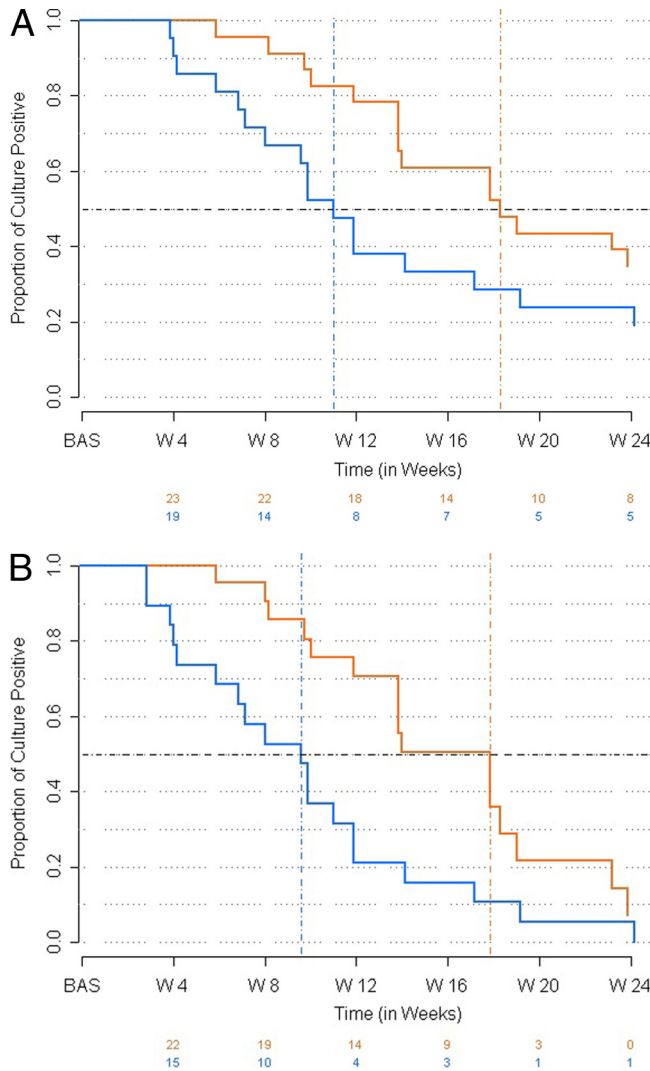 A
Proportion of Culture Positive
1.0
0.8
0.6
0.4
0.2
0.0
BAS W 4 W 8 W 12 W 16 W 20 W 24
Time (in Weeks)
23 22 18 14 10 8
19 14 8 7 5 5
B
Proportion of Culture Positive
1.0
0.8
0.6
0.4
0.2
0.0
BAS W 4 W 8 W 12 W 16 W 20 W 24
Time (in Weeks)
22 19 14 9 3 0
15 10 4 3 1 1